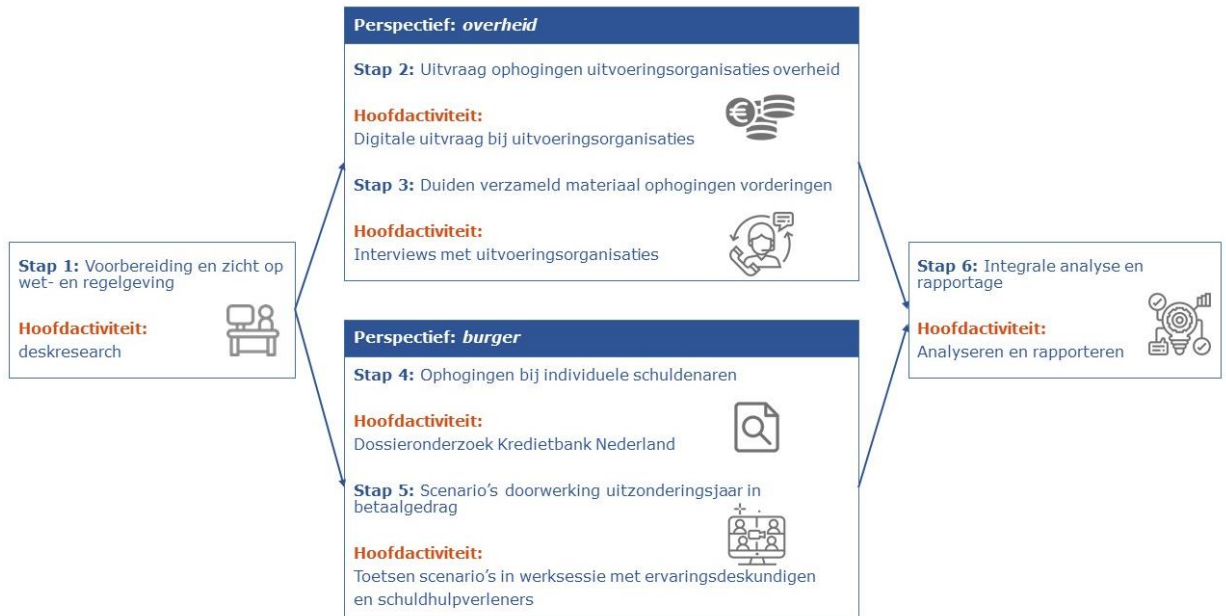 Stap 1: Voorbereiding en zicht op
wet- en regelgeving
Hoofdactiviteit:
deskresearch
Perspectief: overheid
Stap 2: Uitvraag ophogingen uitvoeringsorganisaties overheid
Hoofdactiviteit:
Digitale uitvraag bij uitvoeringsorganisaties
Stap 3: Duiden verzameld materiaal ophogingen vorderingen
Hoofdactiviteit:
Interviews met uitvoeringsorganisaties
Perspectief: burger
Stap 4: Ophogingen bij individuele schuldenaren
Hoofdactiviteit:
Dossieronderzoek Kredietbank Nederland
Stap 5: Scenario's doorwerking uitzonderingsjaar in
betaalgedrag
Hoofdactiviteit:
Toetsen scenario's in werksessie met ervaringsdeskundigen
en schuldhulpverleners
Stap 6: Integrale analyse en
rapportage
Hoofdactiviteit:
Analyseren en rapporteren